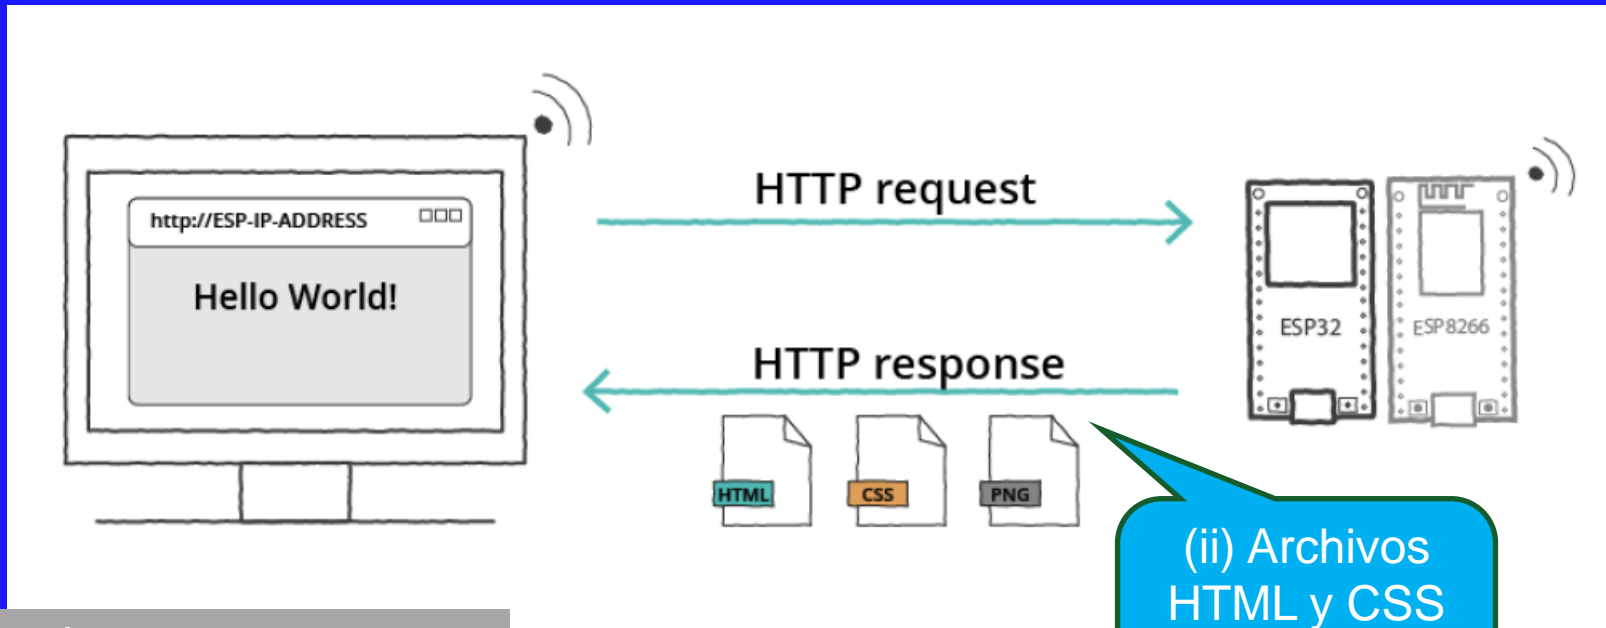 http://ESP-IP-ADDRESS
Hello World!
HTTP request
HTTP response
HTML
CSS
PNG
ESP32
ESP8266
(ii) Archivos
HTML y CSS